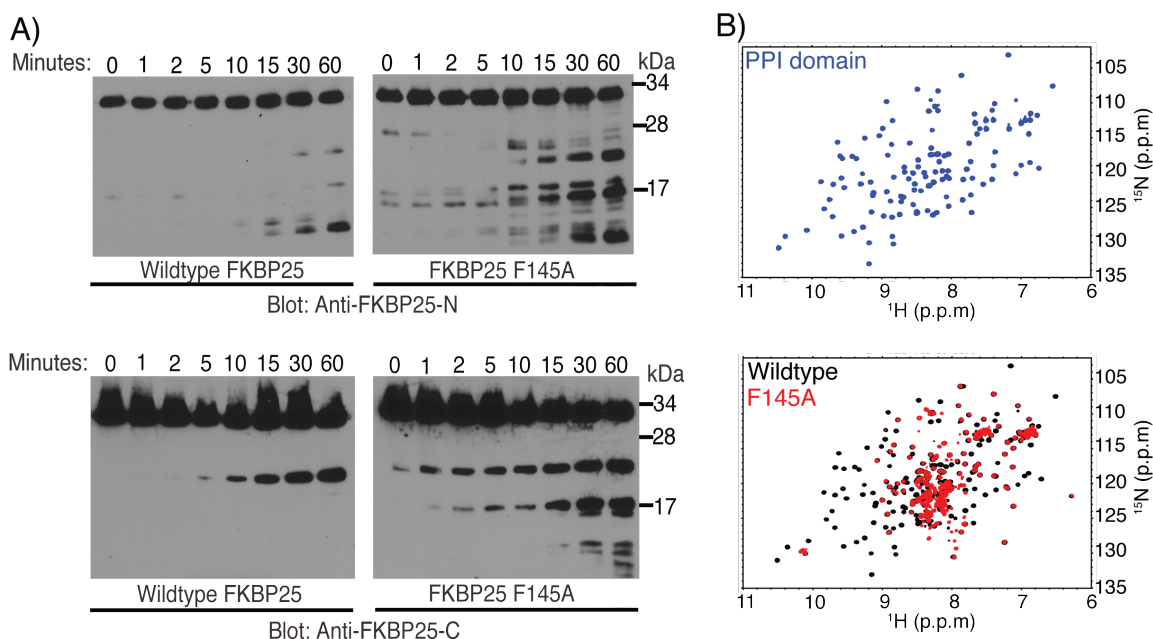 A)
Minutes: 0 1 2 5 10 15 30 60 0 1 2 5 10 15 30 60 kDa
34
28
17
Wildtype FKBP25 FKBP25 F145A
Blot: Anti-FKBP25-N
Minutes: 0 1 2 5 10 15 30 60 0 1 2 5 10 15 30 60
kDa
34
28
17
Wildtype FKBP25 FKBP25 F145A
Blot: Anti-FKBP25-C
B)
PPI domain
105
110
115
120
125
130
135
¹⁵N (p.p.m)
11 10 9 8 7 6
¹H (p.p.m)
Wildtype
F145A
105
110
115
120
125
130
135
¹⁵N (p.p.m)
11 10 9 8 7 6
¹H (p.p.m)